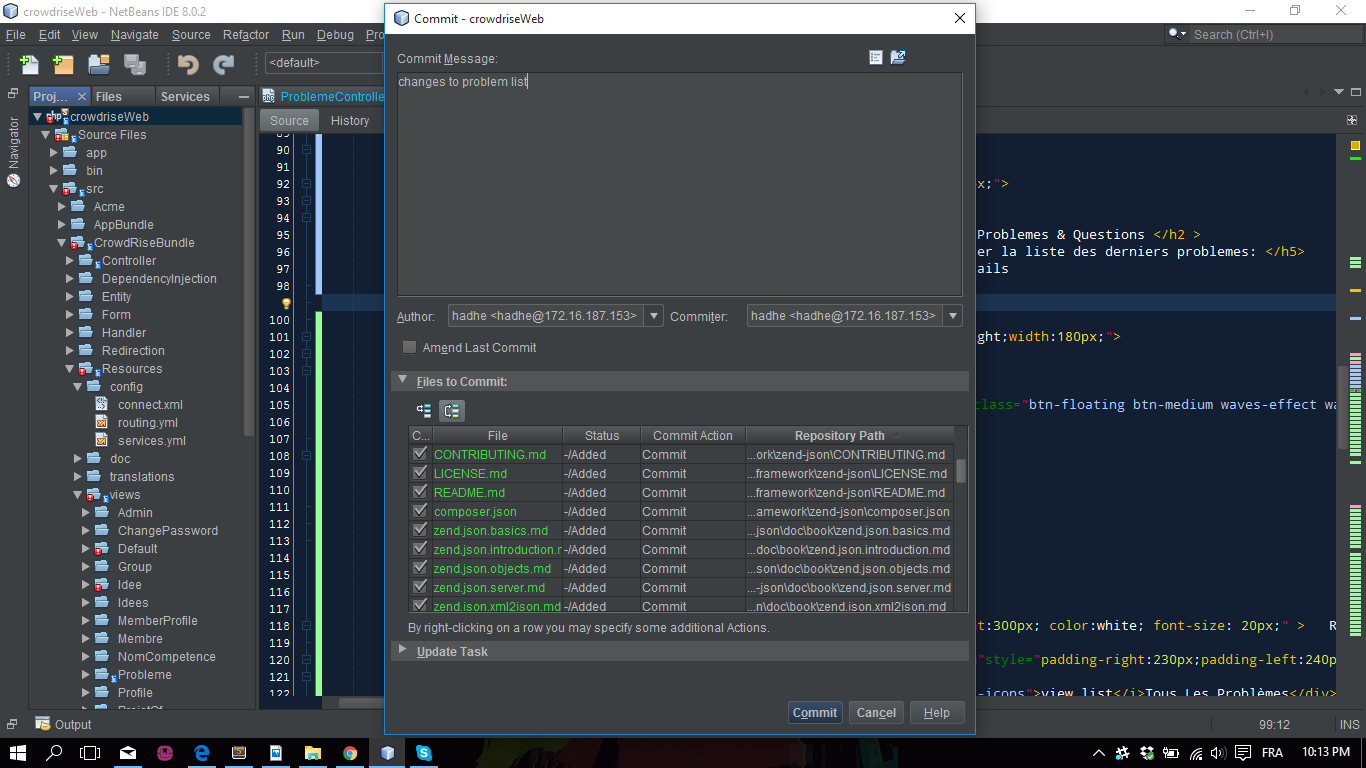 crowdriseWeb - NetBeans IDE 8.0.2
File Edit View Navigate Source Refactor Run Debug
Search (Ctrl+I)
<default>
Proj... Files Services
Navigator
crowdriseWeb
Source Files
app
bin
src
Acme
AppBundle
CrowdRiseBundle
Controller
DependencyInjection
Entity
Form
Handler
Redirection
Resources
config
connect.xml
routing.yml
services.yml
doc
translations
views
Admin
ChangePassword
Default
Group
Idee
Idees
MemberProfile
Membre
NomCompetence
Probleme
Profile
ProblemeControlle
Source History
90
91
92
93
94
95
96
97
98
100
101
102
103
104
105
106
107
108
109
110
111
112
113
114
115
116
117
118
119
120
121
122
Commit - crowdriseWeb
Commit Message:
changes to problem list
Author: hadhe <hadhe@172.16.187.153> Commiter: hadhe <hadhe@172.16.187.153>
Amend Last Commit
Files to Commit:
C... File Status Commit Action Repository Path
CONTRIBUTING.md -/Added Commit ...ork\zend-json\CONTRIBUTING.md
LICENSE.md -/Added Commit ...framework\zend-json\LICENSE.md
README.md -/Added Commit ...framework\zend-json\README.md
composer.json -/Added Commit ...amework\zend-json\composer.json
zend.json.basics.md -/Added Commit ...json\doc\book\zend.json.basics.md
zend.json.introduction.r -/Added Commit ...doc\book\zend.json.introduction.md
zend.json.objects.md -/Added Commit ...son\doc\book\zend.json.objects.md
zend.json.server.md -/Added Commit ...-json\doc\book\zend.json.server.md
zend.json.xml2json.md -/Added Commit ...n\doc\book\zend.json.xml2json.md
By right-clicking on a row you may specify some additional Actions.
Update Task
Commit Cancel Help
x;">
Problemes & Questions </h2 >
er la liste des derniers problemes: </h5>
ails
ght;width:180px;">
class="btn-floating btn-medium waves-effect wa
nt:300px; color:white; font-size: 20px;" > R
"style="padding-right:230px;padding-left:240p
-icons">view list</i>Tous Les Problèmes</div>
Output
99:12 INS
FRA 10:13 PM